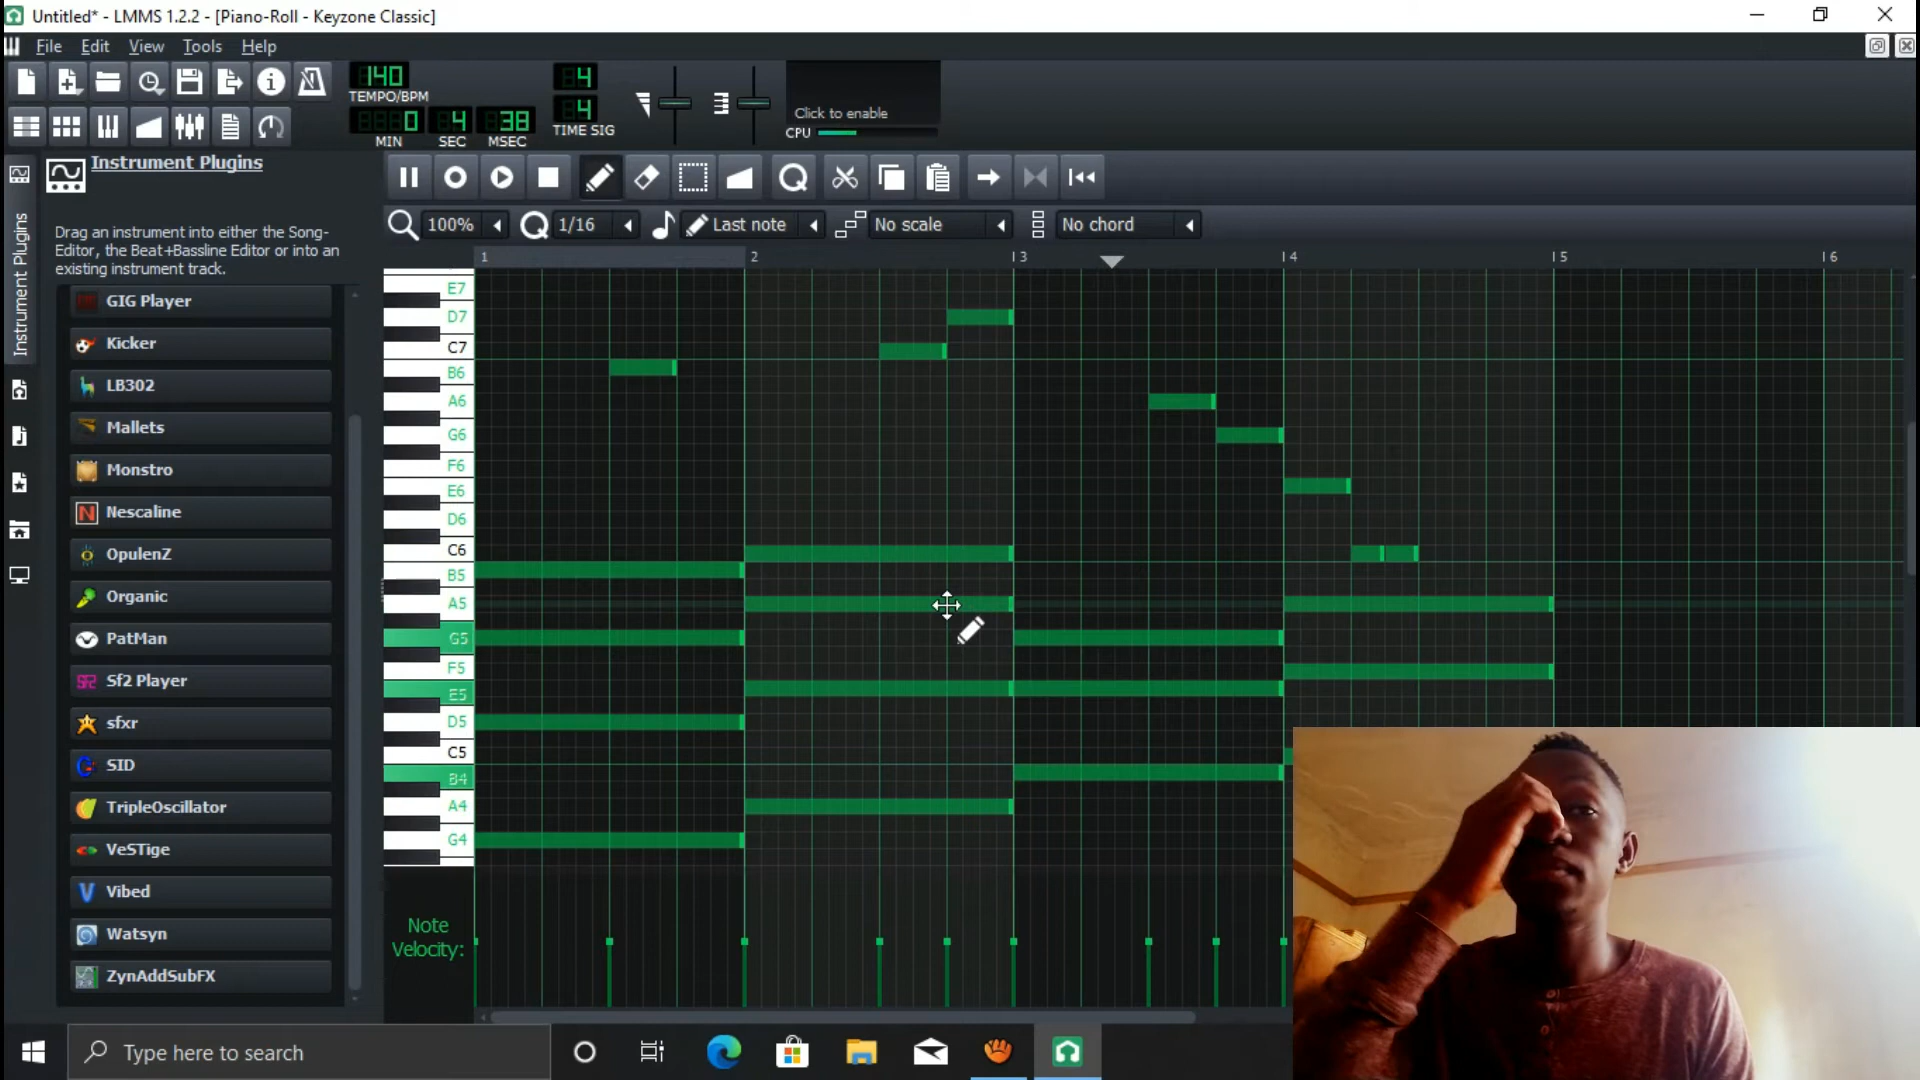 Untitled* - LMMS 1.2.2 - [Piano-Roll - Keyzone Classic]
File Edit View Tools Help
140
TEMPO/BPM
0 4 38
MIN SEC MSEC
4
4
TIME SIG
Click to enable
CPU
Instrument Plugins
Instrument Plugins
Drag an instrument into either the Song-
Editor, the Beat+Bassline Editor or into an
existing instrument track.
GIG Player
Kicker
LB302
Mallets
Monstro
Nescaline
OpulenZ
Organic
PatMan
Sf2 Player
sfxr
SID
TripleOscillator
VeSTige
Vibed
Watsyn
ZynAddSubFX
100% 1/16 Last note No scale No chord
1 2 3 4 5 6
E7
D7
C7
B6
A6
G6
F6
E6
D6
C6
B5
A5
G5
F5
E5
D5
C5
B4
A4
G4
Note
Velocity:
Type here to search